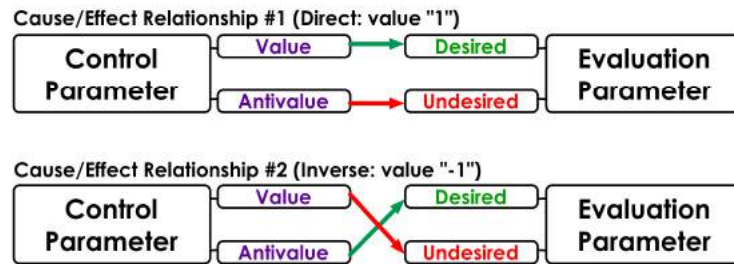 Cause/Effect Relationship #1 (Direct: value "1")
Control Parameter
Value
Desired
Antivalue
Undesired
Evaluation Parameter
Cause/Effect Relationship #2 (Inverse: value "-1")
Control Parameter
Value
Desired
Antivalue
Undesired
Evaluation Parameter